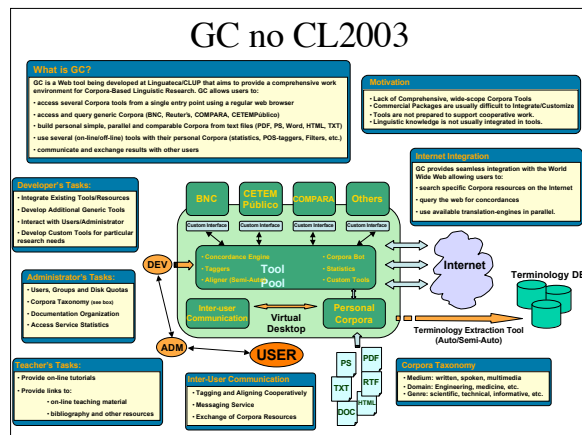 GC no CL2003
What is GC?
GC is a Web tool being developed at Linguateca/CLUP that aims to provide a comprehensive work
environment for Corpora-Based Linguistic Research. GC allows users to:
• access several Corpora tools from a single entry point using a regular web browser
• access and query generic Corpora (BNC, Reuter's, COMPARA, CETEMPúblico)
• build personal simple, parallel and comparable Corpora from text files (PDF, PS, Word, HTML, TXT)
• use several (on-line/off-line) tools with their personal Corpora (statistics, POS-taggers, Filters, etc.)
• communicate and exchange results with other users
Motivation
• Lack of Comprehensive, wide-scope Corpora Tools
• Commercial Packages are usually difficult to Integrate/Customize
• Tools are not prepared to support cooperative work.
• Linguistic knowledge is not usually integrated in tools.
Internet Integration
GC provides seamless integration with the World
Wide Web allowing users to:
• search specific Corpora resources on the Internet
• query the web for concordances
• use available translation-engines in parallel.
Developer's Tasks:
• Integrate Existing Tools/Resources
• Develop Additional Generic Tools
• Interact with Users/Administrator
• Develop Custom Tools for particular
research needs
BNC
CETEM
Público
COMPARA
Others
Custom Interface
Custom Interface
Custom Interface
Custom Interface
• Concordance Engine
• Taggers
• Aligner (Semi-Auto)
Tool
Pool
• Corpora Bot
• Statistics
• Custom Tools
Inter-user
Communication
Virtual
Desktop
Personal
Corpora
DEV
ADM
USER
Internet
Terminology DB
Terminology Extraction Tool
(Auto/Semi-Auto)
Administrator's Tasks:
• Users, Groups and Disk Quotas
• Corpora Taxonomy (see box)
• Documentation Organization
• Access Service Statistics
Teacher's Tasks:
• Provide on-line tutorials
• Provide links to:
• on-line teaching material
• bibliography and other resources
Inter-User Communication
• Tagging and Aligning Cooperatively
• Messaging Service
• Exchange of Corpora Resources
PS
PDF
TXT
RTF
DOC
HTML
Corpora Taxonomy
• Medium: written, spoken, multimedia
• Domain: Engineering, medicine, etc.
• Genre: scientific, technical, informative, etc.